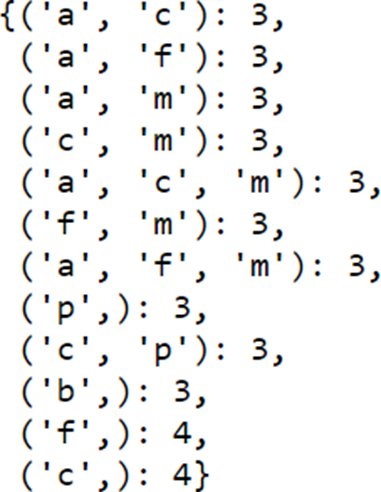 {('a', 'c'): 3,
('a', 'f'): 3,
('a', 'm'): 3,
('c', 'm'): 3,
('a', 'c', 'm'): 3,
('f', 'm'): 3,
('a', 'f', 'm'): 3,
('p',): 3,
('c', 'p'): 3,
('b',): 3,
('f',): 4,
('c',): 4}